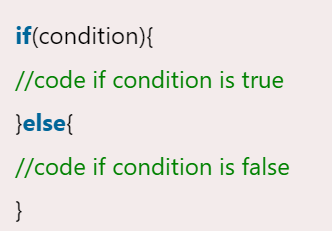 if(condition){
//code if condition is true
}else{
//code if condition is false
}